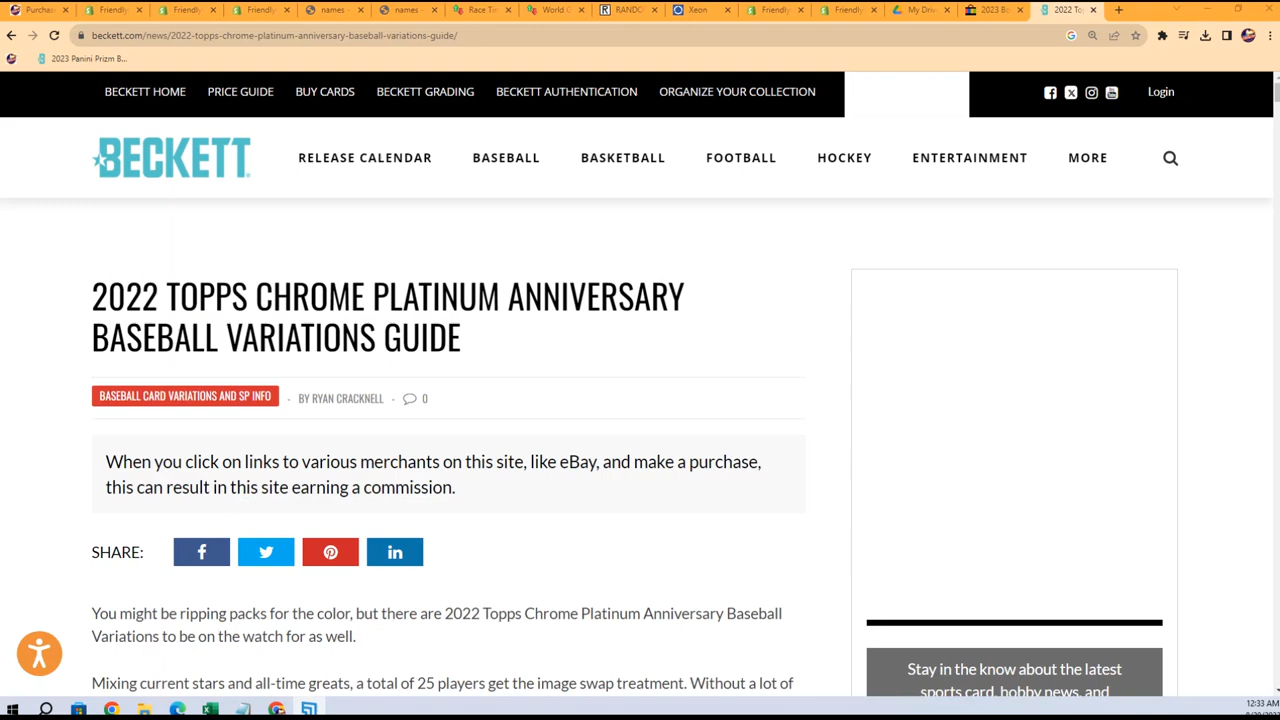 Purchas
Friendly
Friendly
Friendly
names -
names -
Race Tim
World C
RANDO
Xeon
Friendly
Friendly
My Driv
2023 Bo
2022 To
beckett.com/news/2022-topps-chrome-platinum-anniversary-baseball-variations-guide/
2023 Panini Prizm B...
BECKETT HOME PRICE GUIDE BUY CARDS BECKETT GRADING BECKETT AUTHENTICATION ORGANIZE YOUR COLLECTION Login
BECKETT RELEASE CALENDAR BASEBALL BASKETBALL FOOTBALL HOCKEY ENTERTAINMENT MORE
2022 TOPPS CHROME PLATINUM ANNIVERSARY
BASEBALL VARIATIONS GUIDE
BASEBALL CARD VARIATIONS AND SP INFO - BY RYAN CRACKNELL - 0
When you click on links to various merchants on this site, like eBay, and make a purchase,
this can result in this site earning a commission.
SHARE:
You might be ripping packs for the color, but there are 2022 Topps Chrome Platinum Anniversary Baseball
Variations to be on the watch for as well.
Mixing current stars and all-time greats, a total of 25 players get the image swap treatment. Without a lot of
Stay in the know about the latest
sports card, hobby news, and
12:33 AM